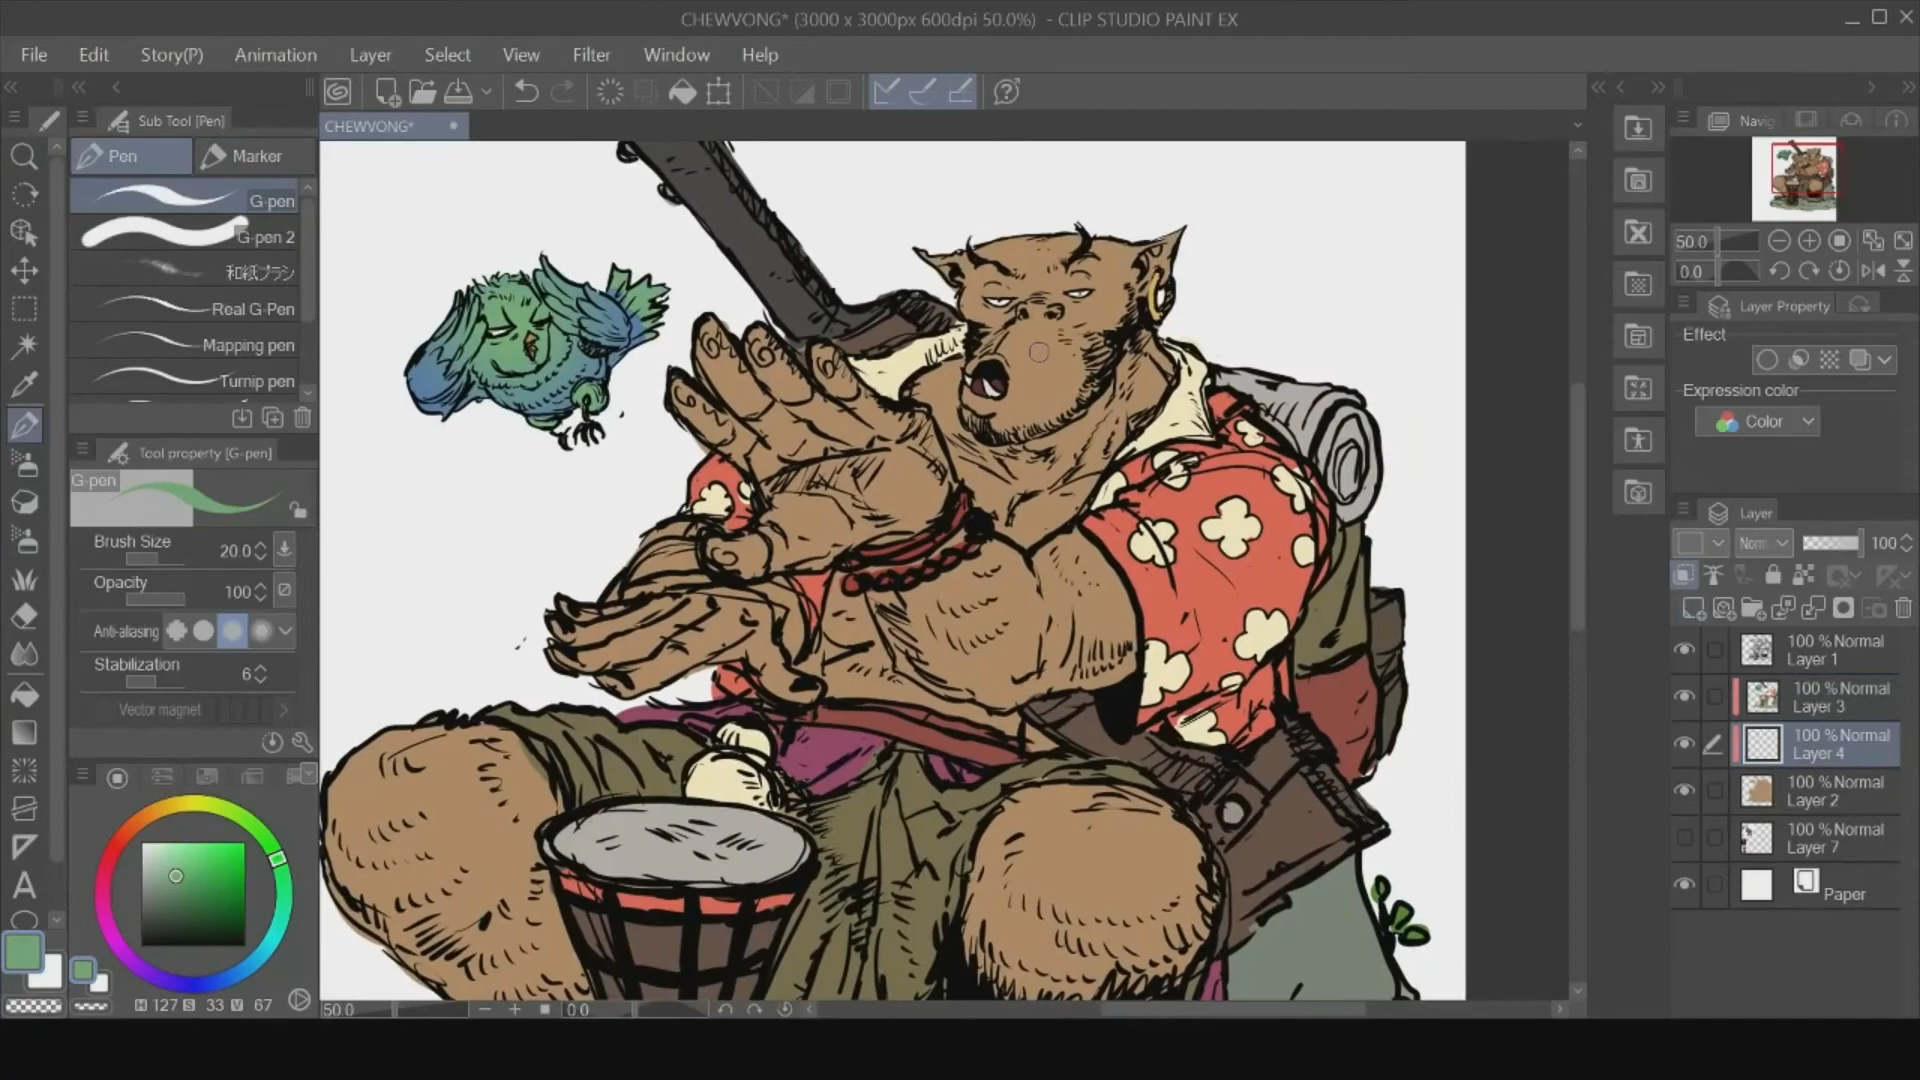 CHEWVONG* (3000 x 3000px 600dpi 50.0%) - CLIP STUDIO PAINT EX
File Edit Story(P) Animation Layer Select View Filter Window Help
Sub Tool [Pen]
CHEWVONG*
Pen Marker
G-pen
G-pen 2
和紙ブラシ
Real G-Pen
Mapping pen
Turnip pen
Tool property [G-pen]
G-pen
Brush Size 20.0
Opacity 100
Anti-aliasing
Stabilization 6
Vector magnet
H 127 S 33 V 67
50.0
0 0
Navig
50.0
0.0
Layer Property
Effect
Expression color
Color
Layer
Norm 100
100 % Normal
Layer 1
100 % Normal
Layer 3
100 % Normal
Layer 4
100 % Normal
Layer 2
100 % Normal
Layer 7
Paper
A